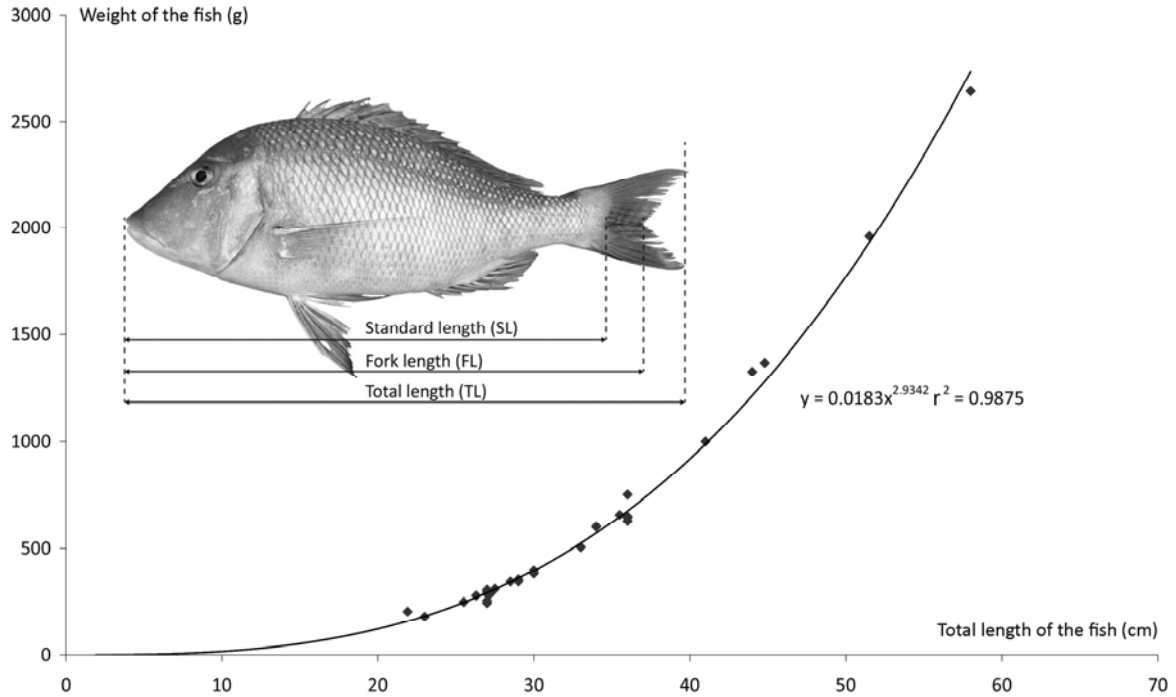 Weight of the fish (g)
3000
2500
2000
1500
1000
500
0
Standard length (SL)
Fork length (FL)
Total length (TL)
y = 0.0183x^2.9342 r^2 = 0.9875
Total length of the fish (cm)
0 10 20 30 40 50 60 70